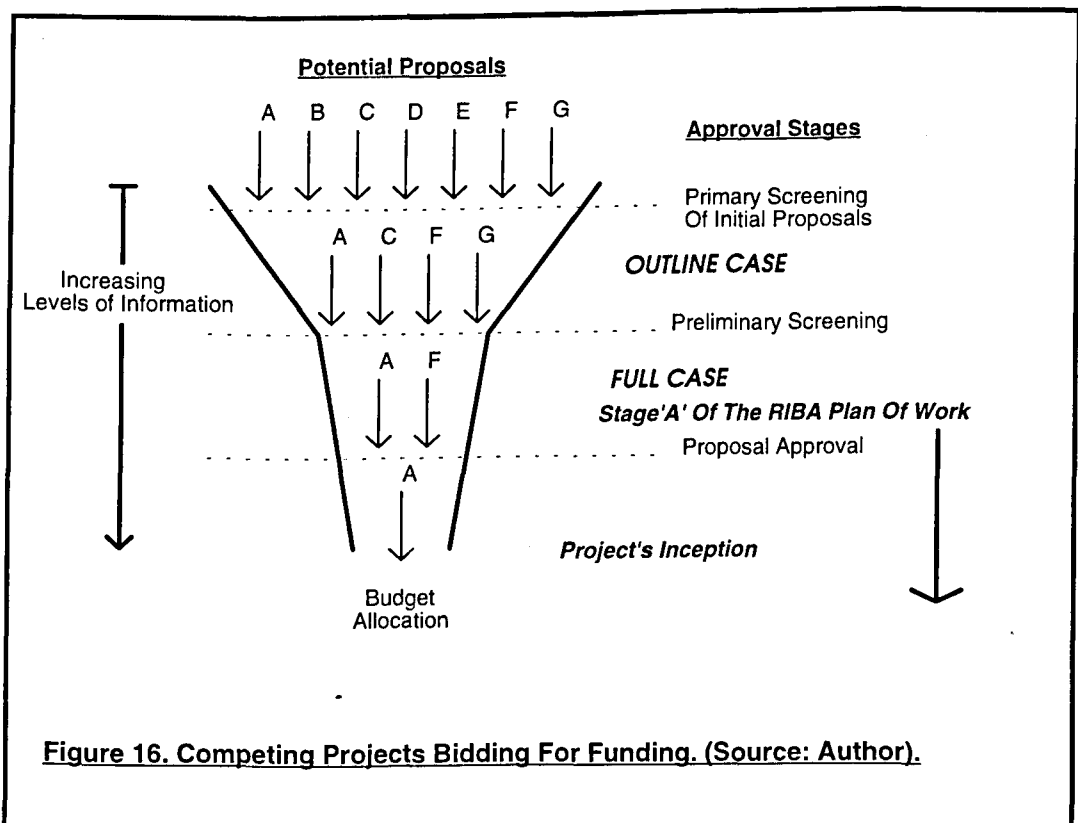 Potential Proposals
A B C D E F G
Approval Stages
Primary Screening
Of Initial Proposals
A C F G
OUTLINE CASE
Increasing
Levels of Information
Preliminary Screening
A F
FULL CASE
Stage'A' Of The RIBA Plan Of Work
Proposal Approval
A
Project's Inception
Budget
Allocation
Figure 16. Competing Projects Bidding For Funding. (Source: Author).